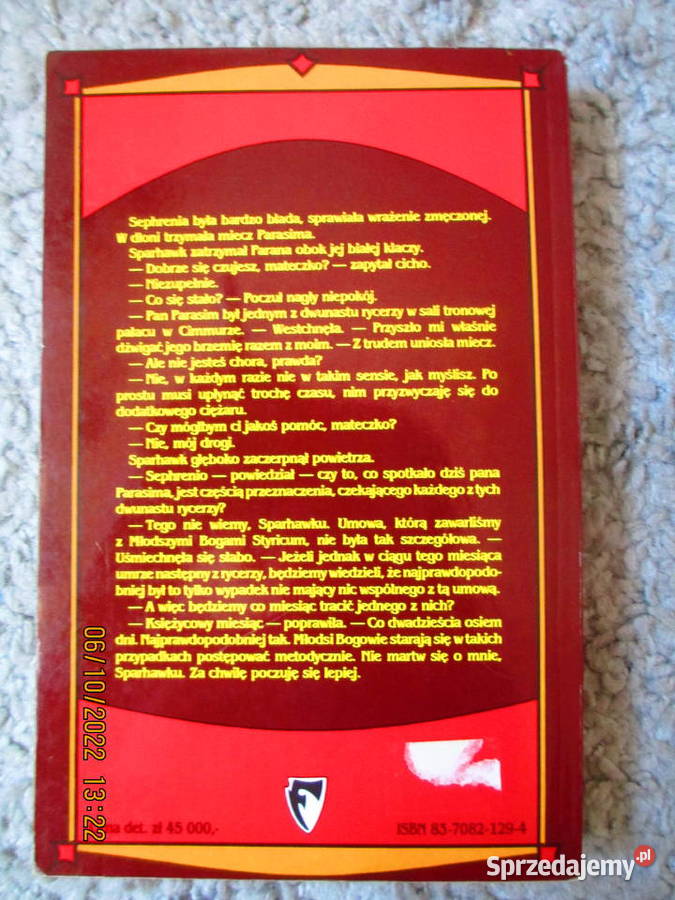 Sephrenia była bardzo blada, sprawiała wrażenie zmęczonej.
W dłoni trzymała miecz Parasima.
Sparhawk zatrzymał Farana obok jej białej klaczy.
— Dobrze się czujesz, mateczko? — zapytał cicho.
— Niezupełnie.
— Co się stało? — Poczuł nagły niepokój.
— Pan Parasim był jednym z dwunastu rycerzy w sali tronowej
pałacu w Cimmurze. — Westchnęła. — Przyszło mi właśnie
dźwigać jego brzemię razem z moim. — Z trudem uniosła miecz.
— Ale nie jesteś chora, prawda?
— Nie, w każdym razie nie w takim sensie, jak myślisz. Po
prostu musi upłynąć trochę czasu, nim przyzwyczaję się do
dodatkowego ciężaru.
— Czy mógłbym ci jakoś pomóc, mateczko?
— Nie, mój drogi.
Sparhawk głęboko zaczerpnął powietrza.
— Sephrenio — powiedział — czy to, co spotkało dziś pana
Parasima, jest częścią przeznaczenia, czekającego każdego z tych
dwunastu rycerzy?
— Tego nie wiemy, Sparhawku. Umowa, którą zawarliśmy
z Młodszymi Bogami Styricum, nie była tak szczegółowa. —
Uśmiechnęła się słabo. — Jeżeli jednak w ciągu tego miesiąca
umrze następny z rycerzy, będziemy wiedzieli, że najprawdopodo-
bniej był to tylko wypadek nie mający nic wspólnego z tą umową.
— A więc będziemy co miesiąc tracić jednego z nich?
— Księżycowy miesiąc — poprawiła. — Co dwadzieścia osiem
dni. Najprawdopodobniej tak. Młodsi Bogowie starają się w takich
przypadkach postępować metodycznie. Nie martw się o mnie,
Sparhawku. Za chwilę poczuję się lepiej.
06/10/2022 13:22
na det. zł 45 000,-
ISBN 83-7082-129-4
Sprzedajemy.pl